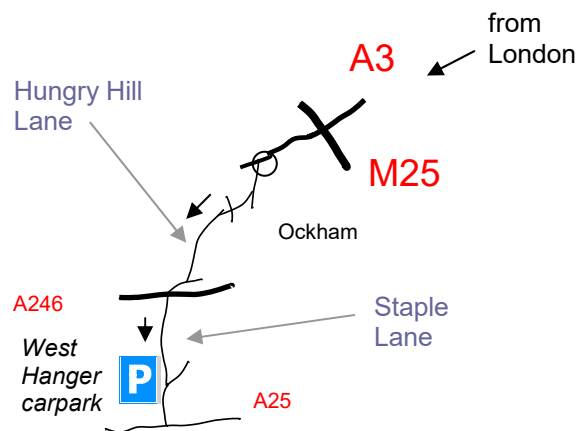 from
London
A3
Hungry Hill
Lane
M25
Ockham
A246
Staple
Lane
West
Hanger
carpark
P
A25